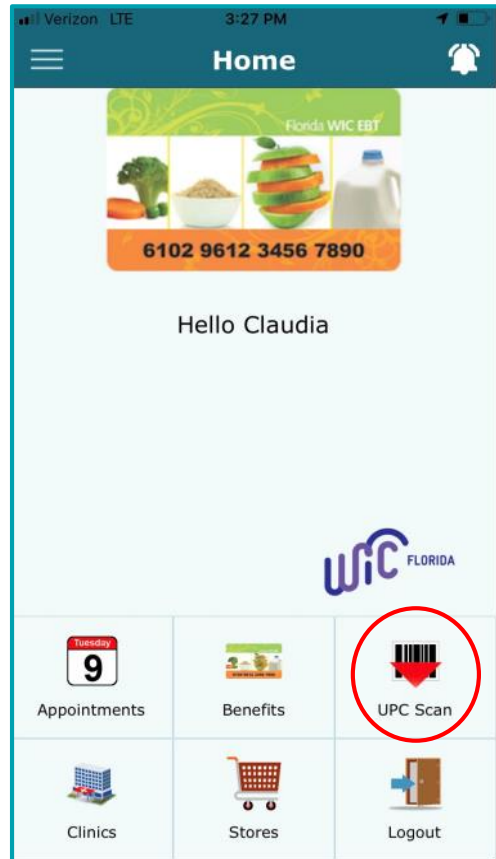 Verizon LTE 3:27 PM
Home
Florida WIC EBT
6102 9612 3456 7890
Hello Claudia
WiC FLORIDA
Tuesday
9
Appointments Benefits UPC Scan
Clinics Stores Logout